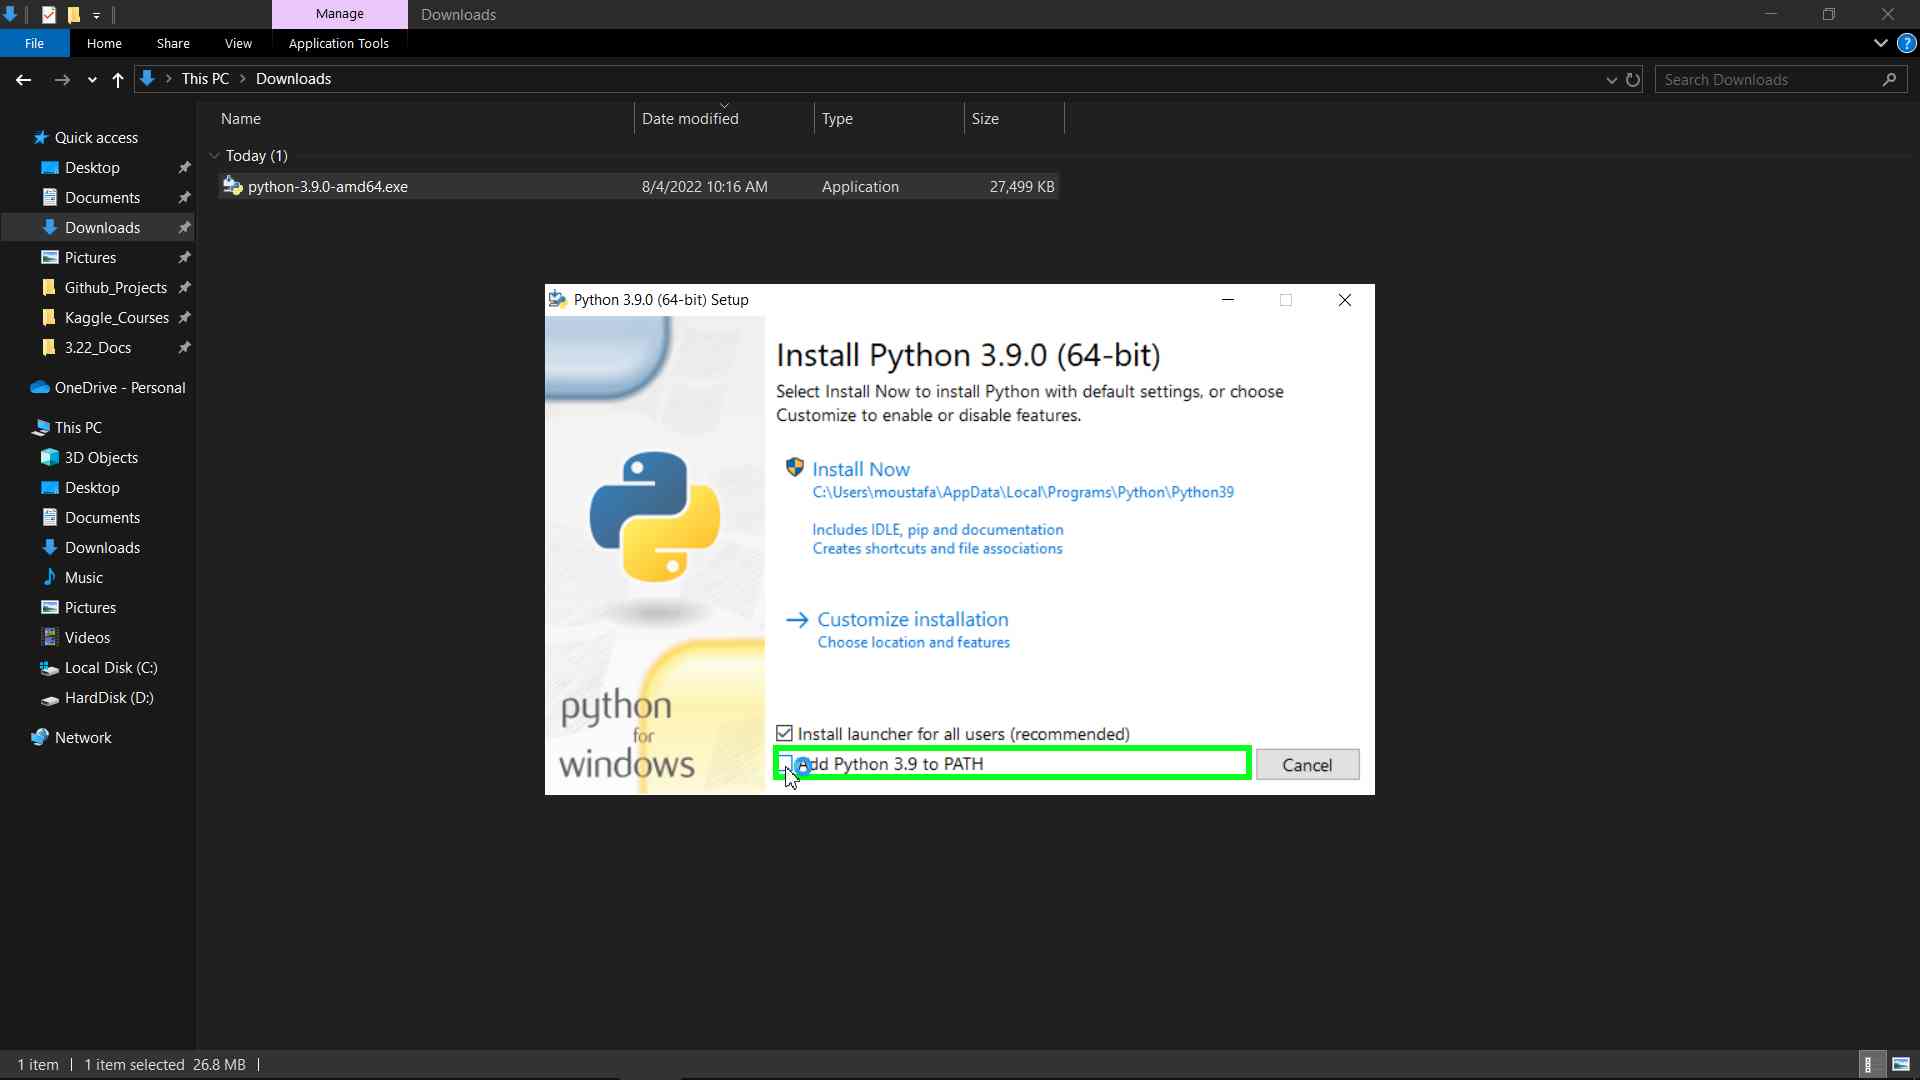 Manage
Downloads
File
Home
Share
View
Application Tools
This PC
Downloads
Search Downloads
Name
Date modified
Type
Size
Quick access
Desktop
Documents
Downloads
Pictures
Github_Projects
Kaggle_Courses
3.22_Docs
OneDrive - Personal
This PC
3D Objects
Desktop
Documents
Downloads
Music
Pictures
Videos
Local Disk (C:)
HardDisk (D:)
Network
Today (1)
python-3.9.0-amd64.exe 8/4/2022 10:16 AM Application 27,499 KB
Python 3.9.0 (64-bit) Setup
Install Python 3.9.0 (64-bit)
Select Install Now to install Python with default settings, or choose
Customize to enable or disable features.
Install Now
C:\Users\moustafa\AppData\Local\Programs\Python\Python39
Includes IDLE, pip and documentation
Creates shortcuts and file associations
Customize installation
Choose location and features
python
for
windows
Install launcher for all users (recommended)
Add Python 3.9 to PATH
Cancel
1 item
1 item selected 26.8 MB